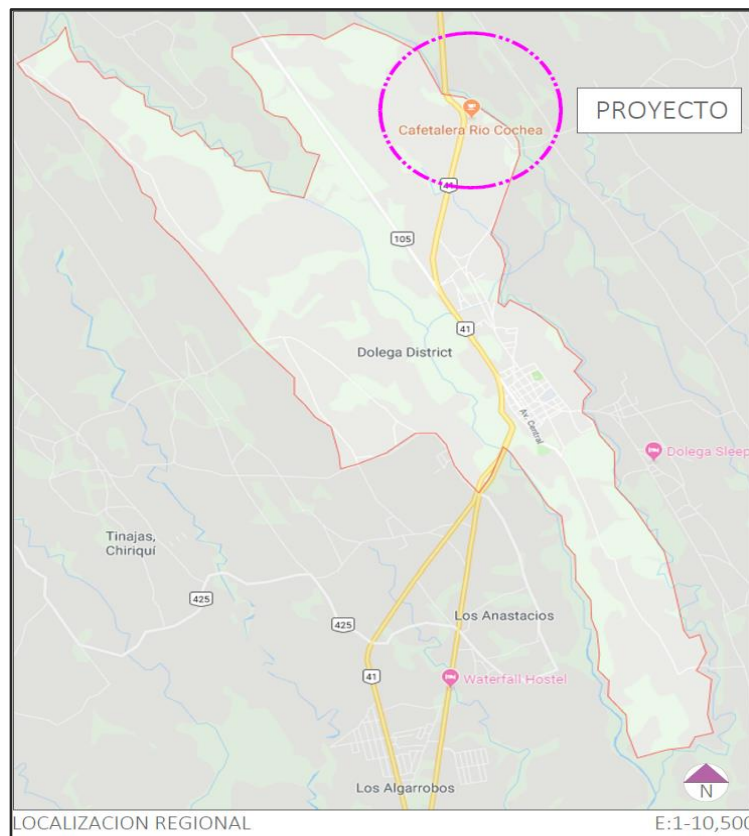 PROYECTO
Cafetalera Rio Cochea
41
105
41
Dolega District
Av. Central
Dolega Sleep
Tinajas,
Chiriquí
425
425
Los Anastacios
41
Waterfall Hostel
Los Algarrobos
N
LOCALIZACION REGIONAL
E:1-10,500